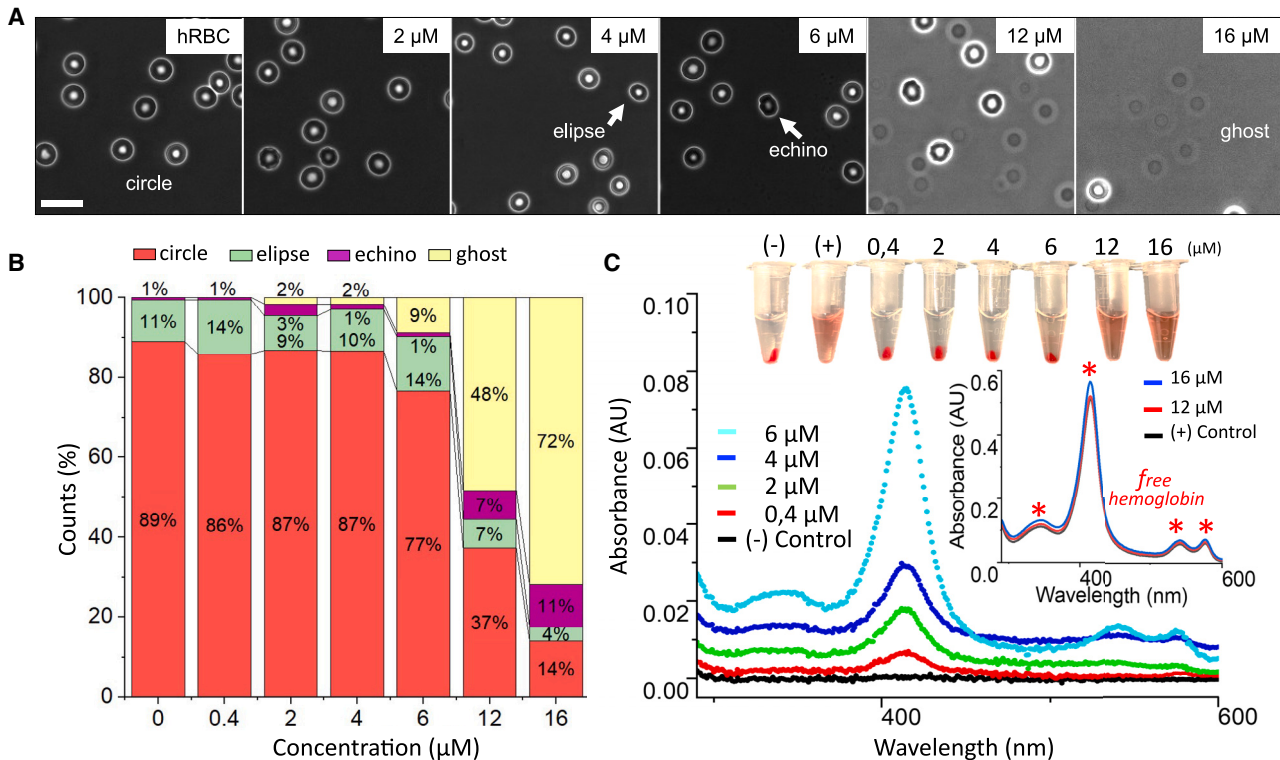 A
hRBC
2 µM
4 µM
6 µM
12 µM
16 µM
circle
elipse
echino
ghost
B
circle
elipse
echino
ghost
Counts (%)
100
80
60
40
20
0
1%
11%
89%
1%
14%
86%
2%
3%
9%
87%
2%
1%
10%
87%
9%
1%
14%
77%
48%
7%
7%
37%
72%
11%
4%
14%
0
0.4
2
4
6
12
16
Concentration (µM)
C
(-)
(+)
0,4
2
4
6
12
16
(µM)
Absorbance (AU)
0.10
0.08
0.06
0.04
0.02
0.00
6 µM
4 µM
2 µM
0,4 µM
(-) Control
400
600
Wavelength (nm)
Absorbance (AU)
0.6
0.4
0.2
0.0
*
*
*
*
16 µM
12 µM
(+) Control
free
hemoglobin
400
600
Wavelength (nm)